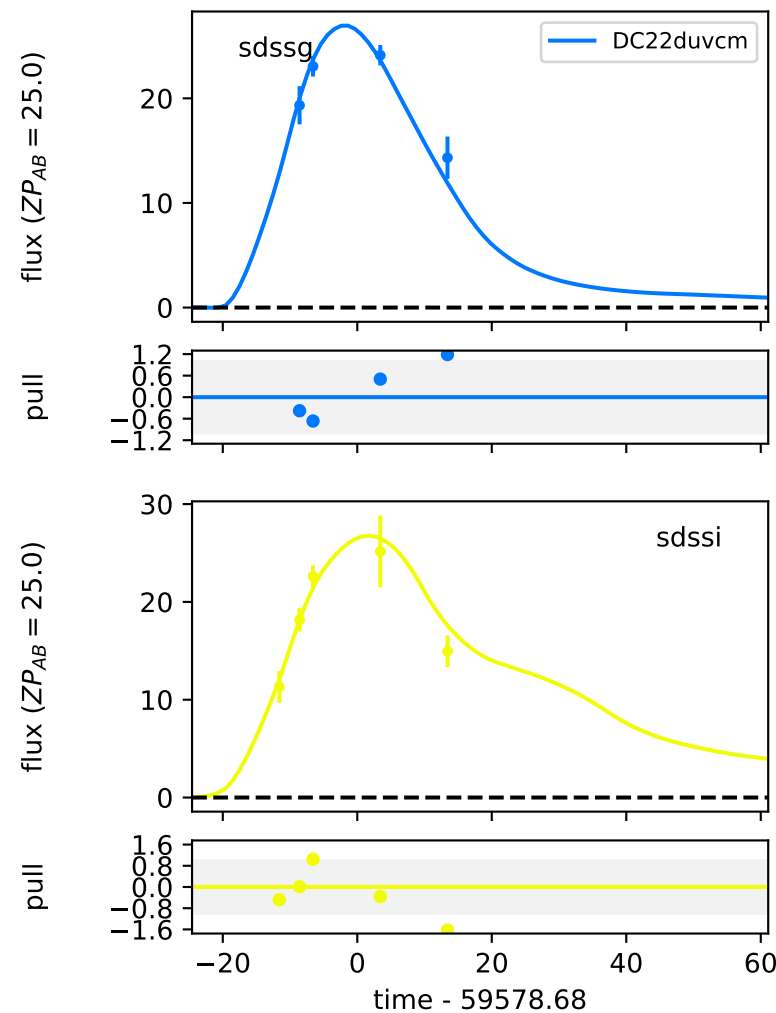 sdssg
DC22duvcm
flux (ZP_AB = 25.0)
20
10
0
pull
1.2
0.6
0.0
−0.6
−1.2
sdssi
flux (ZP_AB = 25.0)
30
20
10
0
pull
1.6
0.8
0.0
−0.8
−1.6
−20 0 20 40 60
time - 59578.68